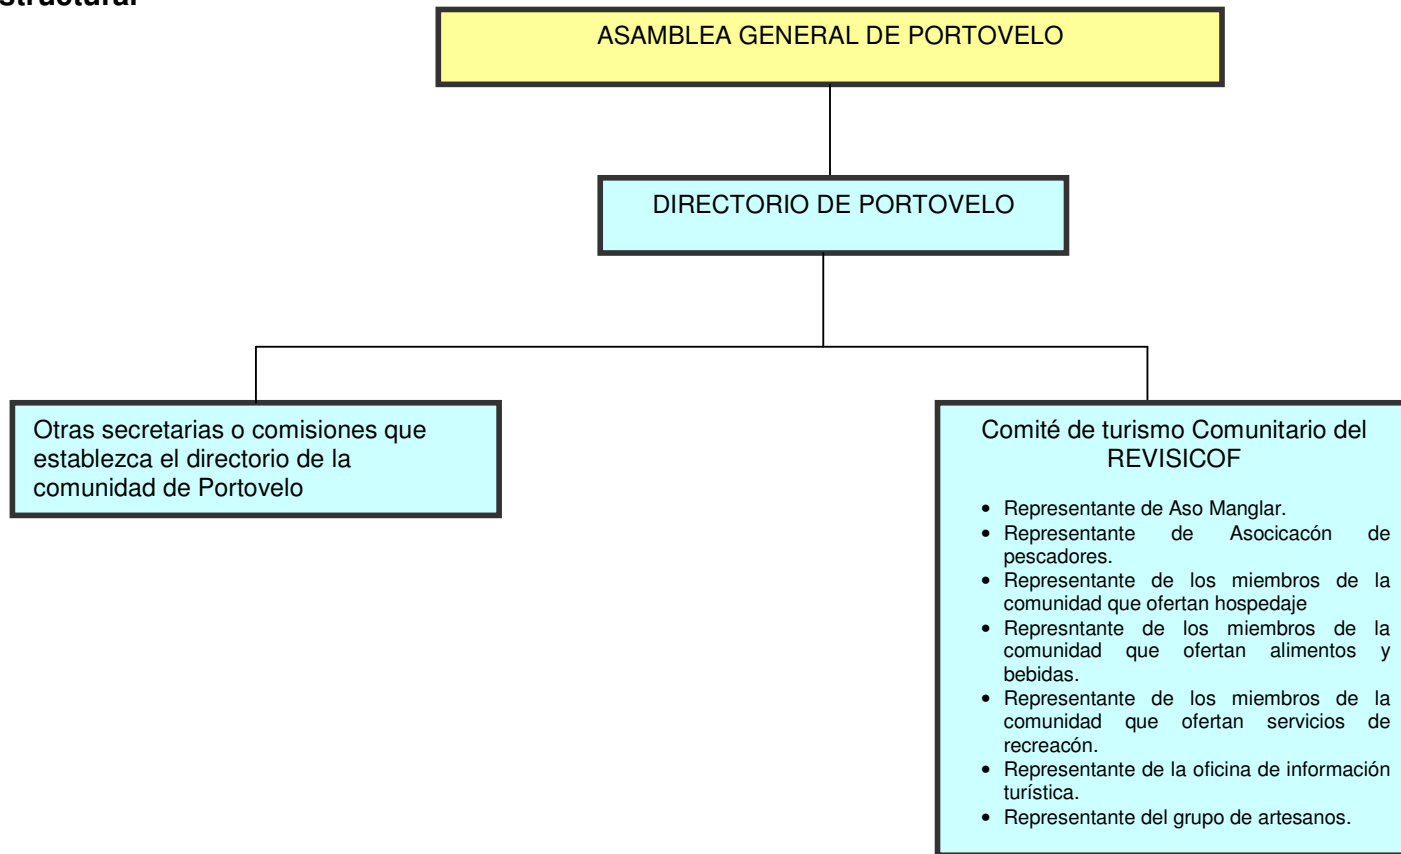 structural
ASAMBLEA GENERAL DE PORTOVELO
DIRECTORIO DE PORTOVELO
Otras secretarias o comisiones que
establezca el directorio de la
comunidad de Portovelo
Comité de turismo Comunitario del
REVISICOF
• Representante de Aso Manglar.
• Representante de Asocicacón de
pescadores.
• Representante de los miembros de la
comunidad que ofertan hospedaje
• Represntante de los miembros de la
comunidad que ofertan alimentos y
bebidas.
• Representante de los miembros de la
comunidad que ofertan servicios de
recreacón.
• Representante de la oficina de información
turística.
• Representante del grupo de artesanos.